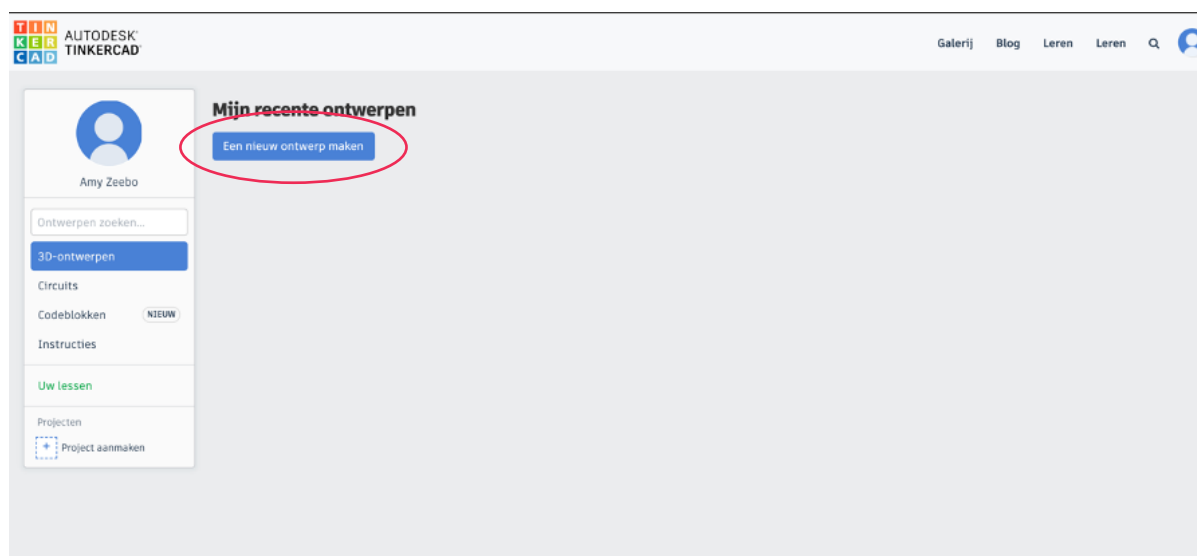 TIN
KER
CAD
AUTODESK®
TINKERCAD®
Galerij Blog Leren Leren
Amy Zeebo
Ontwerpen zoeken...
3D-ontwerpen
Circuits
Codeblokken NIEUW
Instructies
Uw lessen
Projecten
+ Project aanmaken
Mijn recente ontwerpen
Een nieuw ontwerp maken